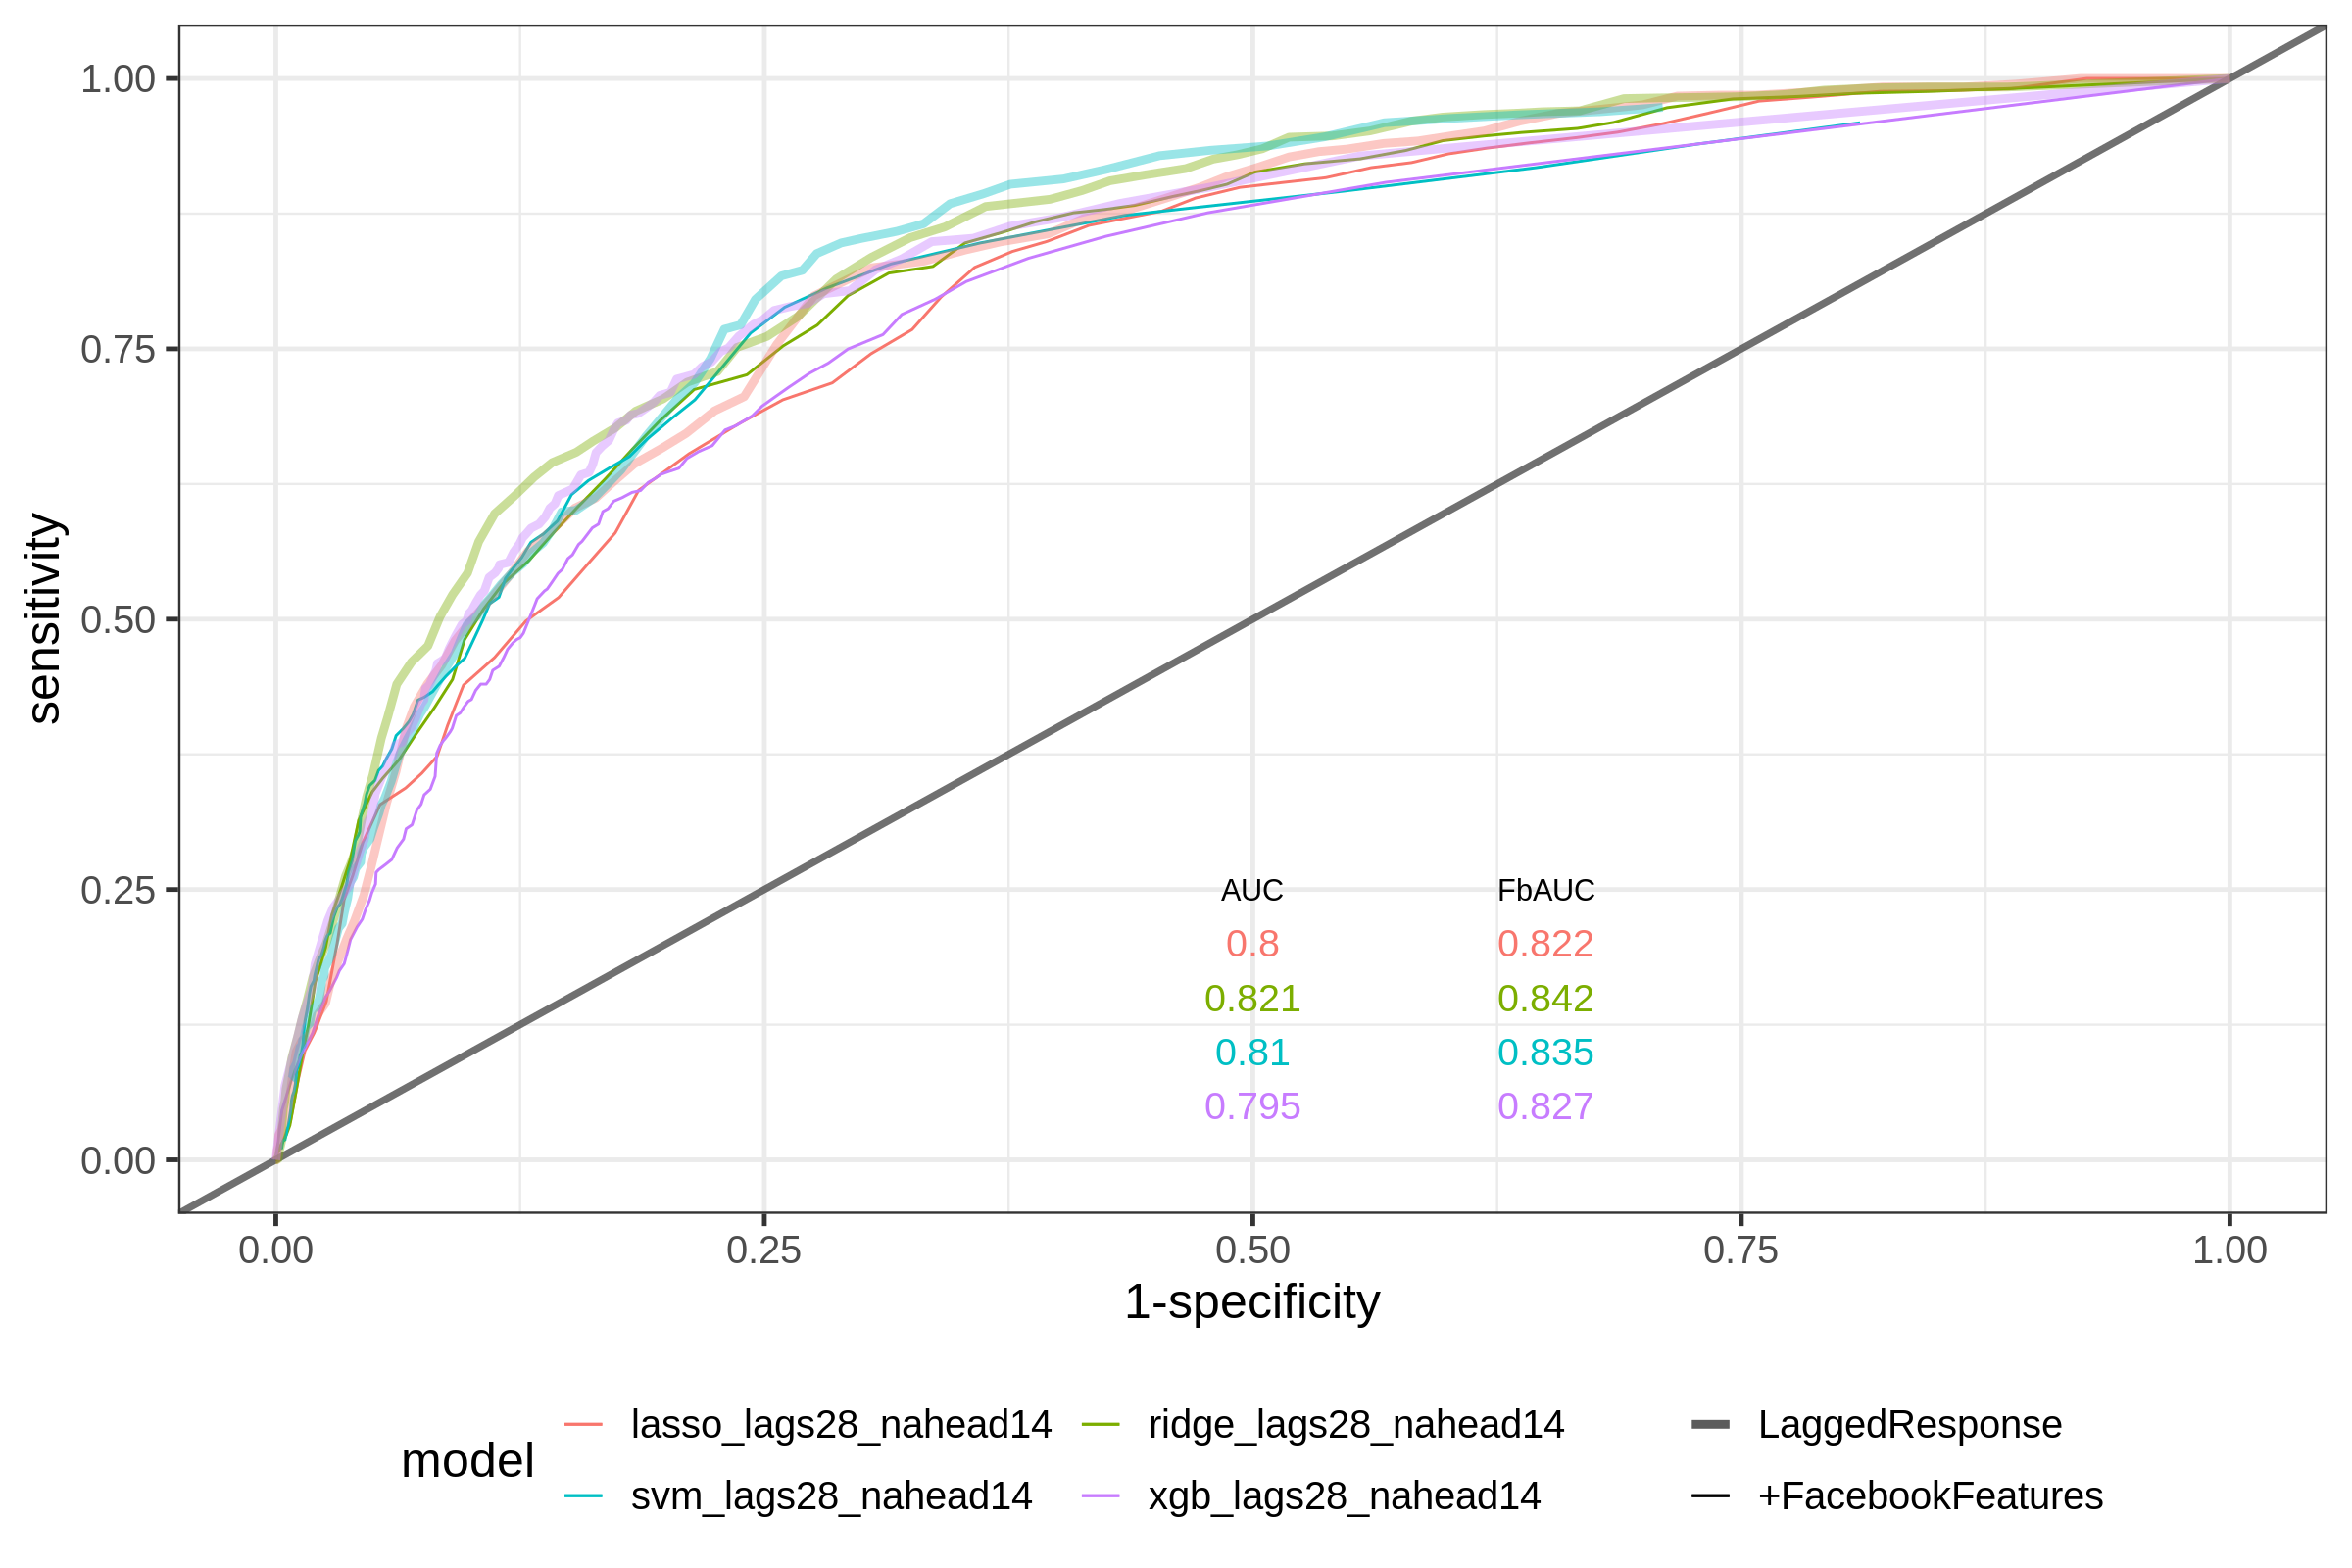 1.00
0.75
0.50
0.25
0.00
sensitivity
AUC FbAUC
0.8 0.822
0.821 0.842
0.81 0.835
0.795 0.827
0.00 0.25 0.50 0.75 1.00
1-specificity
model
lasso_lags28_nahead14 ridge_lags28_nahead14 LaggedResponse
svm_lags28_nahead14 xgb_lags28_nahead14 +FacebookFeatures